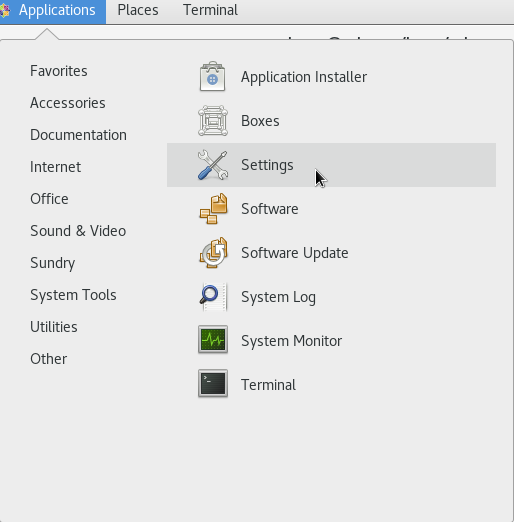 Applications Places Terminal
Favorites
Accessories
Documentation
Internet
Office
Sound & Video
Sundry
System Tools
Utilities
Other
Application Installer
Boxes
Settings
Software
Software Update
System Log
System Monitor
Terminal